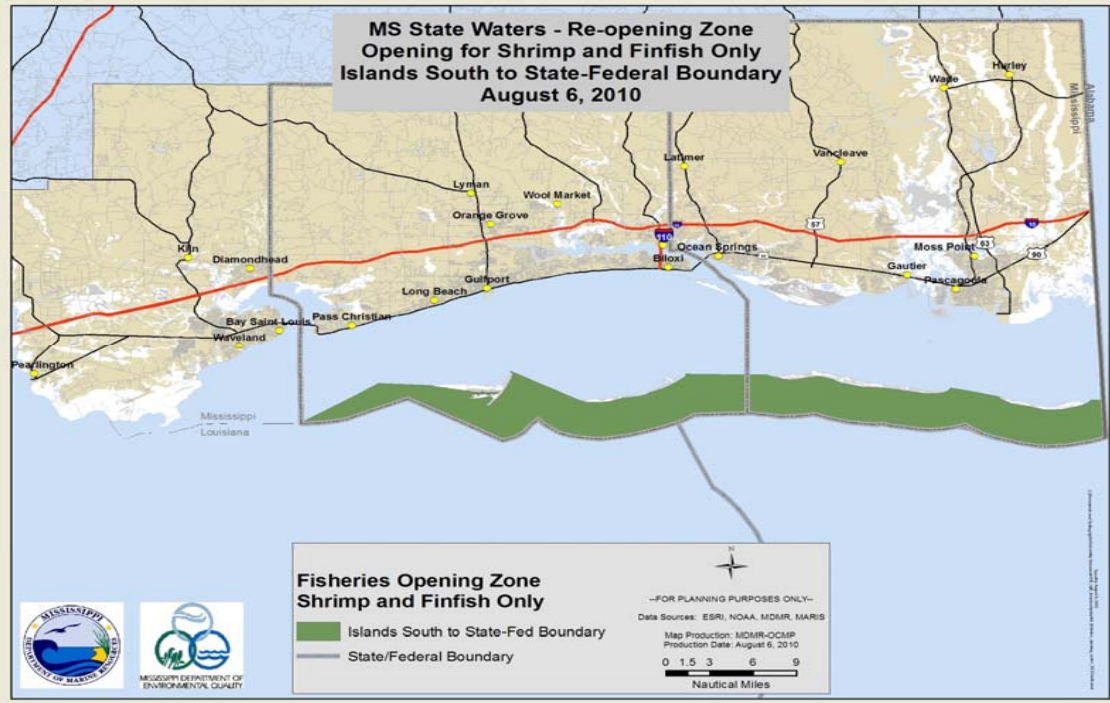 MS State Waters - Re-opening Zone
Opening for Shrimp and Finfish Only
Islands South to State-Federal Boundary
August 6, 2010
Hurley
Wade
Alabama
Mississippi
Latimer
Vancleave
Lyman
Wool Market
Orange Grove
57
110
10
Ocean Springs
Moss Point
63
90
Kiln
Diamondhead
Biloxi
Gautier
Pascagoula
Gulfport
Long Beach
Bay Saint Louis
Pass Christian
Waveland
Pearlington
Mississippi
Louisiana
Fisheries Opening Zone
Shrimp and Finfish Only
Islands South to State-Fed Boundary
State/Federal Boundary
N
--FOR PLANNING PURPOSES ONLY--
Data Sources: ESRI, NOAA, MDMR, MARIS
Map Production: MDMR-OCMP
Production Date: August 6, 2010
0 1.5 3 6 9
Nautical Miles
MISSISSIPPI
DEPARTMENT OF MARINE RESOURCES
MISSISSIPPI DEPARTMENT OF
ENVIRONMENTAL QUALITY